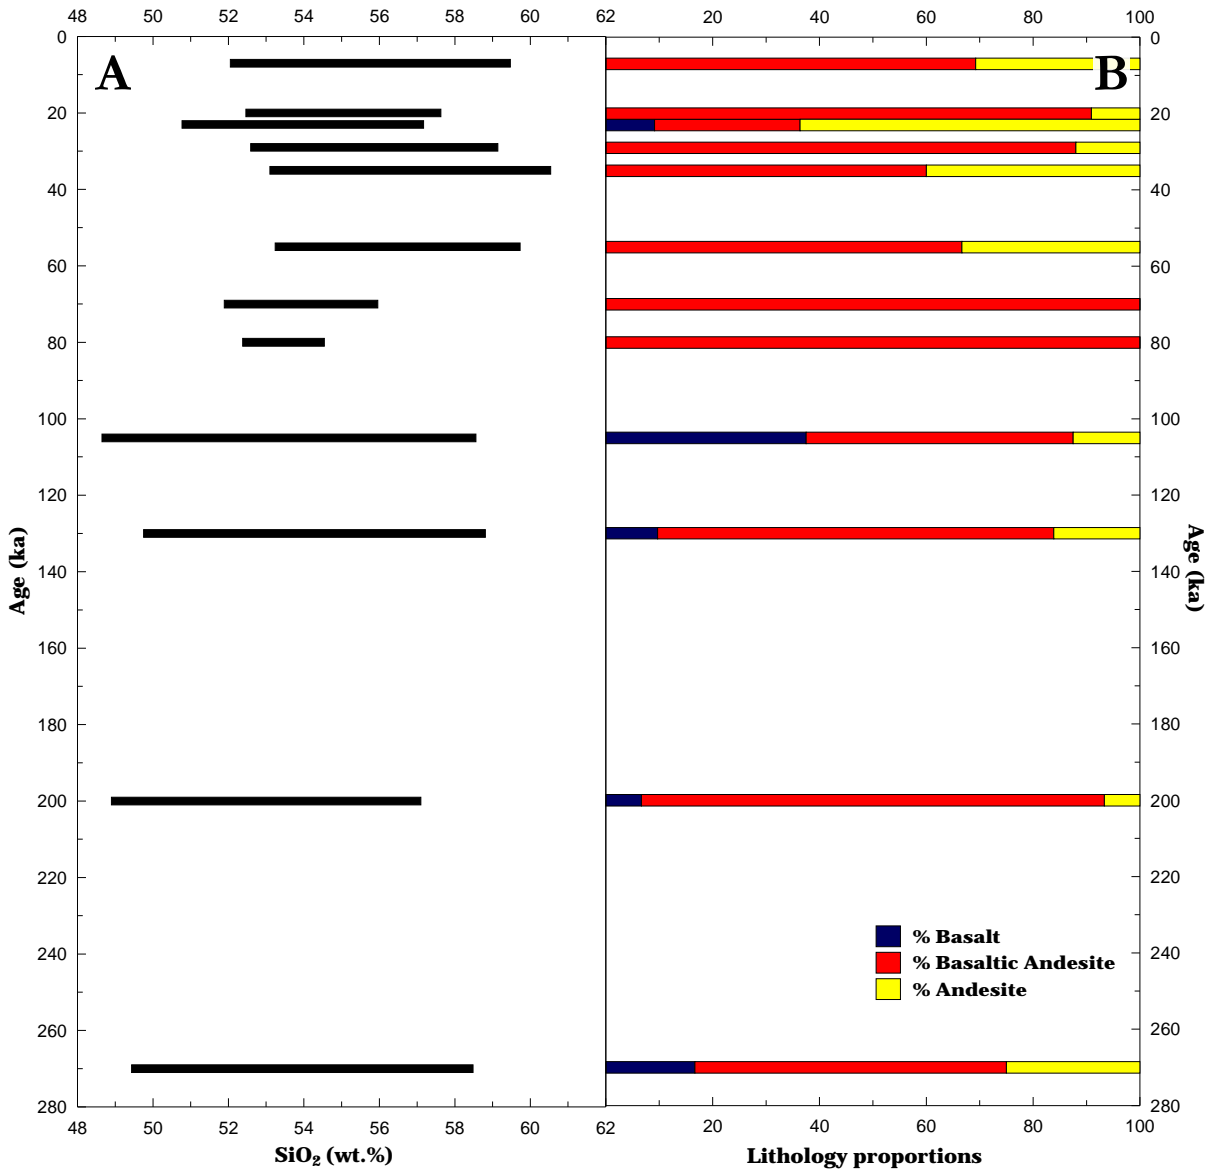 48 50 52 54 56 58 60 62 20 40 60 80 100
A
B
0
20
40
60
80
100
120
140
160
180
200
220
240
260
280
Age (ka)
0
20
40
60
80
100
120
140
160
180
200
220
240
260
280
Age (ka)
% Basalt
% Basaltic Andesite
% Andesite
48 50 52 54 56 58 60 62 20 40 60 80 100
SiO₂ (wt.%)
Lithology proportions